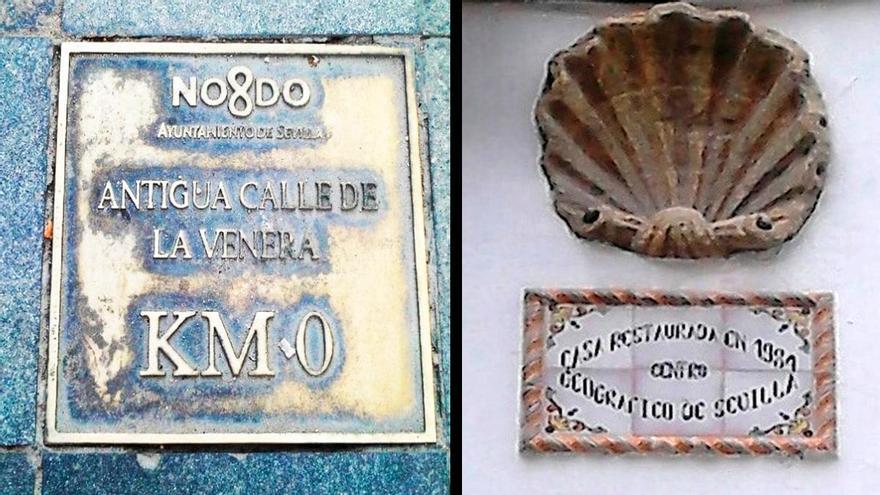 NO8DO
AYUNTAMIENTO DE SEVILLA
ANTIGUA CALLE DE
LA VENERA
KM·0
CASA RESTAURADA EN 1984
CENTRO
GEOGRAFICO DE SEVILLA